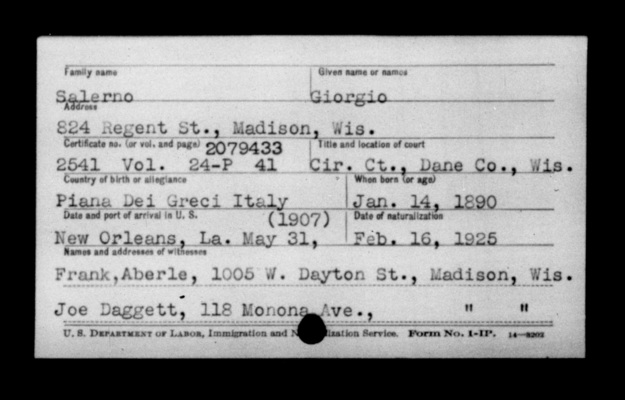 Family name Given name or names
Salerno Giorgio
Address
824 Regent St., Madison, Wis.
Certificate no. (or vol. and page) 2079433 Title and location of court
2541 Vol. 24-P 41 Cir. Ct., Dane Co., Wis.
Country of birth or allegiance When born (or age)
Piana Dei Greci Italy Jan. 14, 1890
Date and port of arrival in U. S. (1907) Date of naturalization
New Orleans, La. May 31, Feb. 16, 1925
Names and addresses of witnesses
Frank,Aberle, 1005 W. Dayton St., Madison, Wis.
Joe Daggett, 118 Monona Ave., " "
U. S. Department of Labor, Immigration and Service. Form No. 1-IP. 14-3202